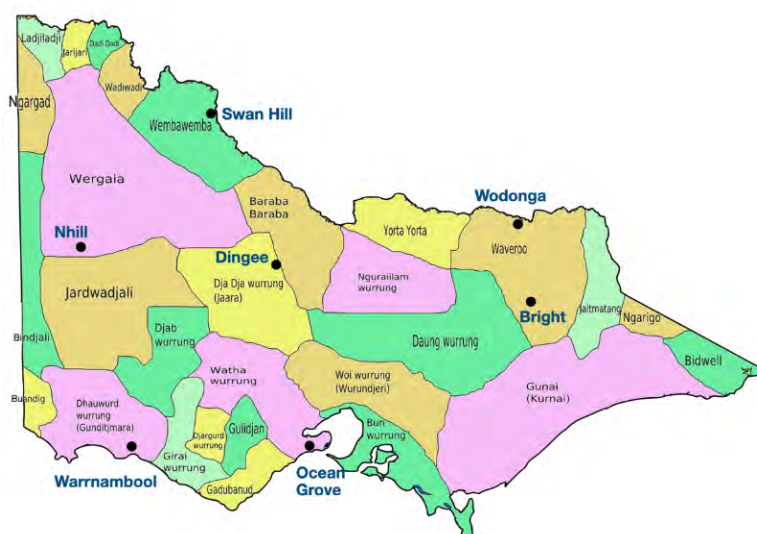 Ladjiladji
Jarijari
Dadi Dadi
Ngargad
Wadiwadi
Swan Hill
Wembawemba
Wergaia
Baraba
Baraba
Wodonga
Yorta Yorta
Waveroo
Nhill
Dingee
Nguraiilam
wurrung
Dja Dja wurrung
(Jaara)
Jardwadjali
Jaitmatang
Bright
Ngarigo
Bindjali
Djab
wurrung
Daung wurrung
Bidwell
Watha
wurrung
Woi wurrung
(Wurundjeri)
Gunai
(Kurnai)
Buandig
Dhauwurd
wurrung
(Gunditjmara)
Djargurd
wurrung
Gulidjan
Bun
wurrung
Girai
wurrung
Warrnambool
Ocean
Grove
Gadubanud